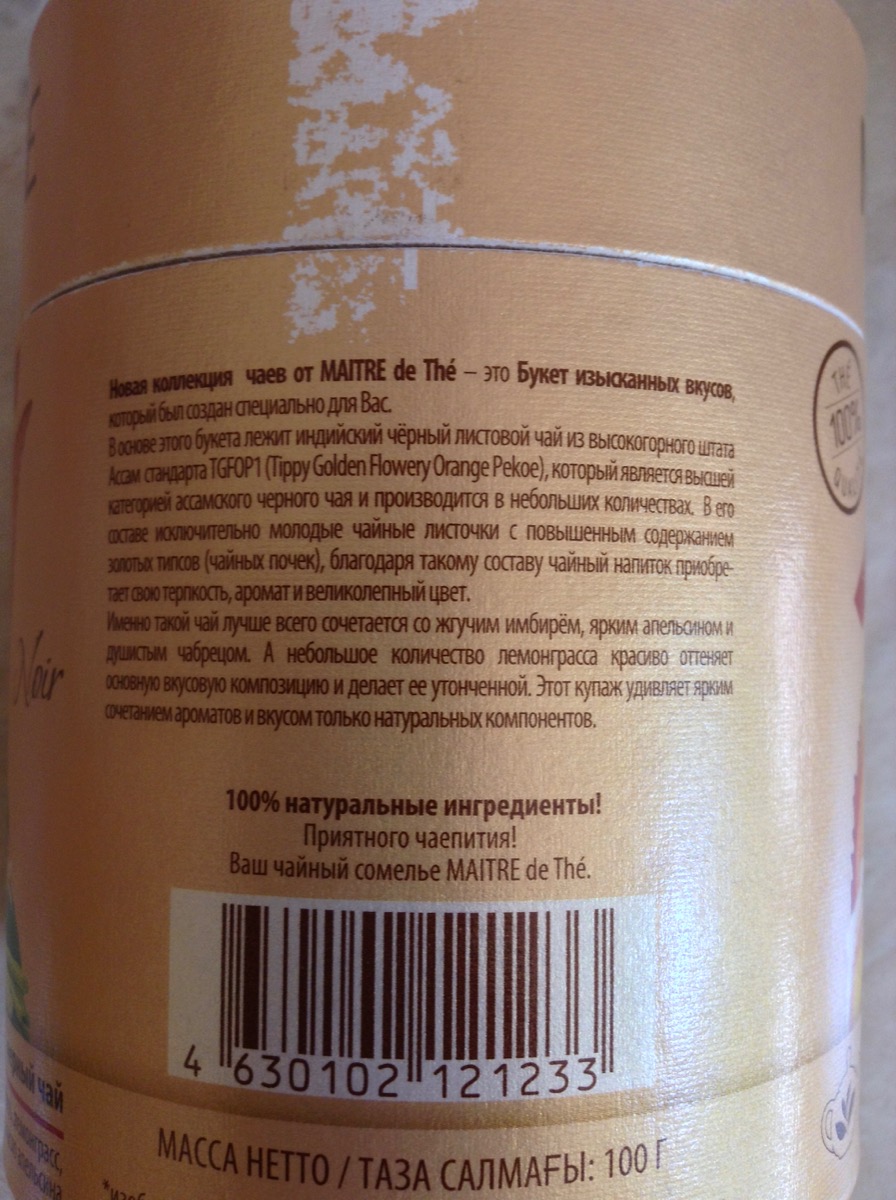 Новая коллекция чаев от MAITRE de Thé – это Букет изысканных вкусов,
который был создан специально для Вас.
В основе этого букета лежит индийский чёрный листовой чай из высокогорного штата
Ассам стандарта TGFOP1 (Tippy Golden Flowery Orange Pekoe), который является высшей
категорией ассамского черного чая и производится в небольших количествах. В его
составе исключительно молодые чайные листочки с повышенным содержанием
золотых типсов (чайных почек), благодаря такому составу чайный напиток приобре-
тает свою терпкость, аромат и великолепный цвет.
Именно такой чай лучше всего сочетается со жгучим имбирём, ярким апельсином и
душистым чабрецом. А небольшое количество лемонграсса красиво оттеняет
основную вкусовую композицию и делает ее утонченной. Этот купаж удивляет ярким
сочетанием ароматов и вкусом только натуральных компонентов.
100% натуральные ингредиенты!
Приятного чаепития!
Ваш чайный сомелье MAITRE de Thé.
4 630102 121233
МАССА НЕТТО / ТАЗА САЛМАҒЫ: 100 Г
Noir
THÉ
100%
чай